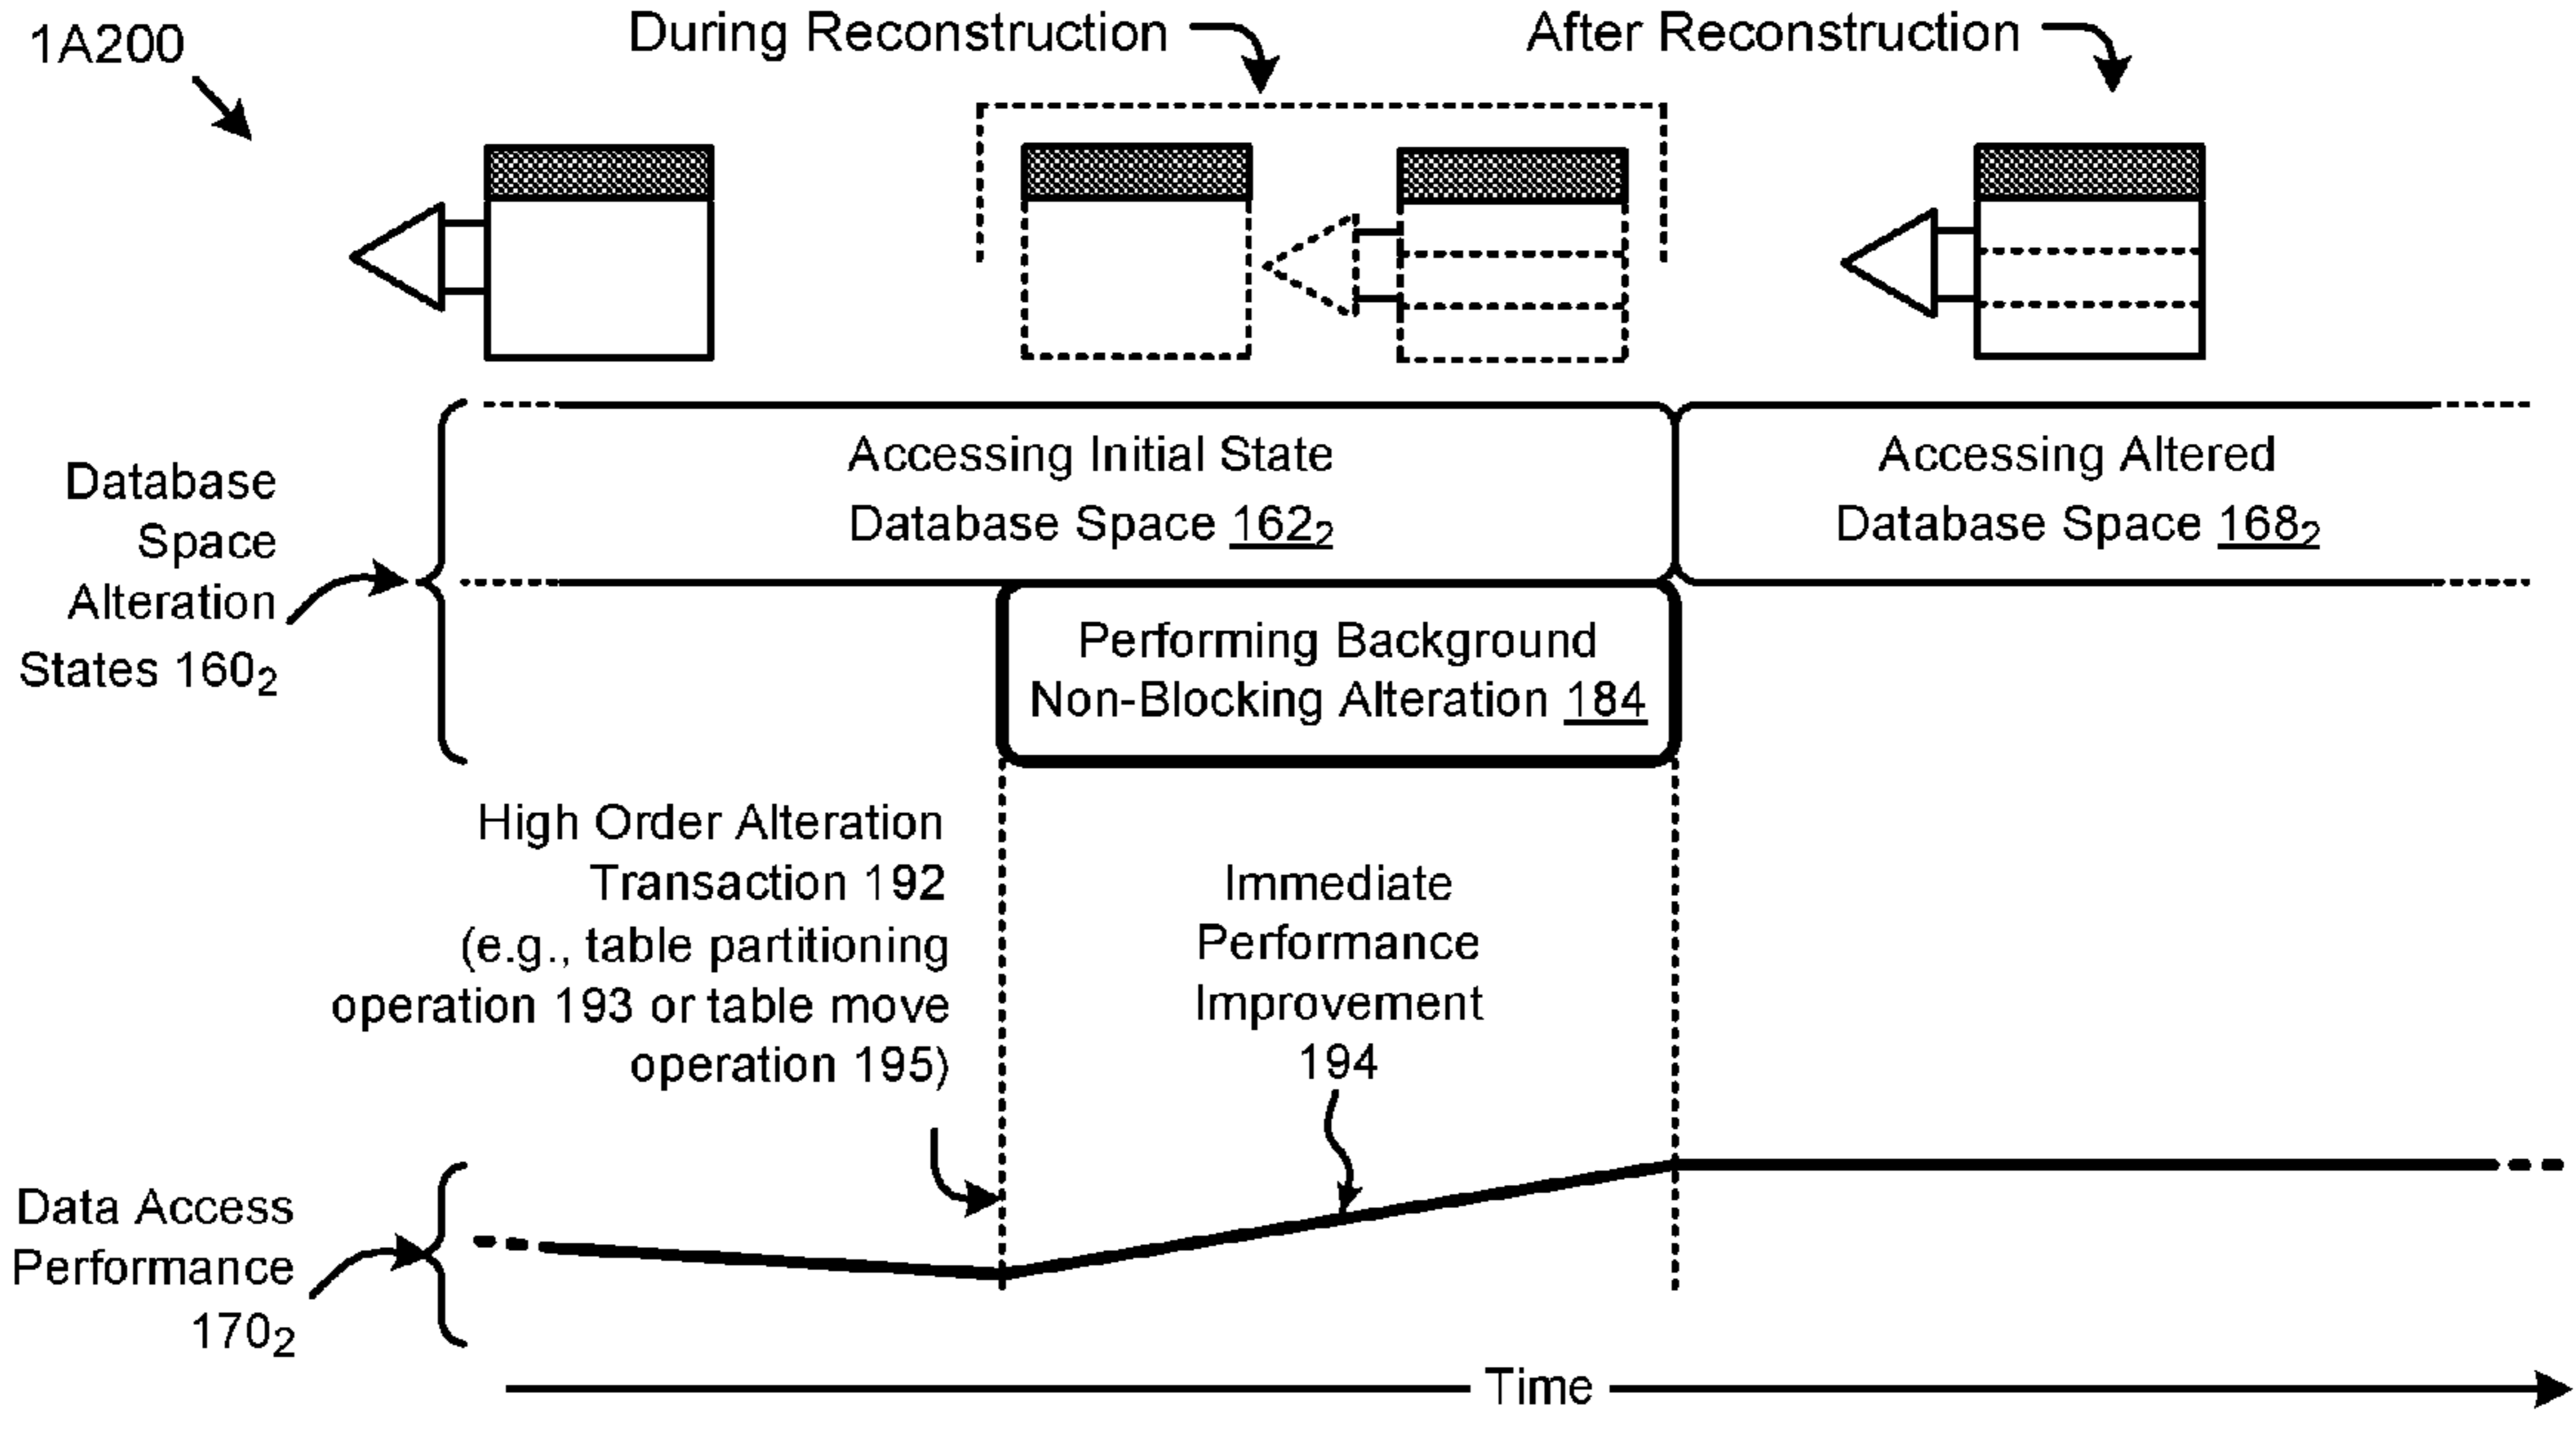 1A200
During Reconstruction
After Reconstruction
Database
Space
Alteration
States 160₂
Accessing Initial State
Database Space 162₂
Accessing Altered
Database Space 168₂
Performing Background
Non-Blocking Alteration 184
High Order Alteration
Transaction 192
(e.g., table partitioning
operation 193 or table move
operation 195)
Immediate
Performance
Improvement
194
Data Access
Performance
170₂
Time